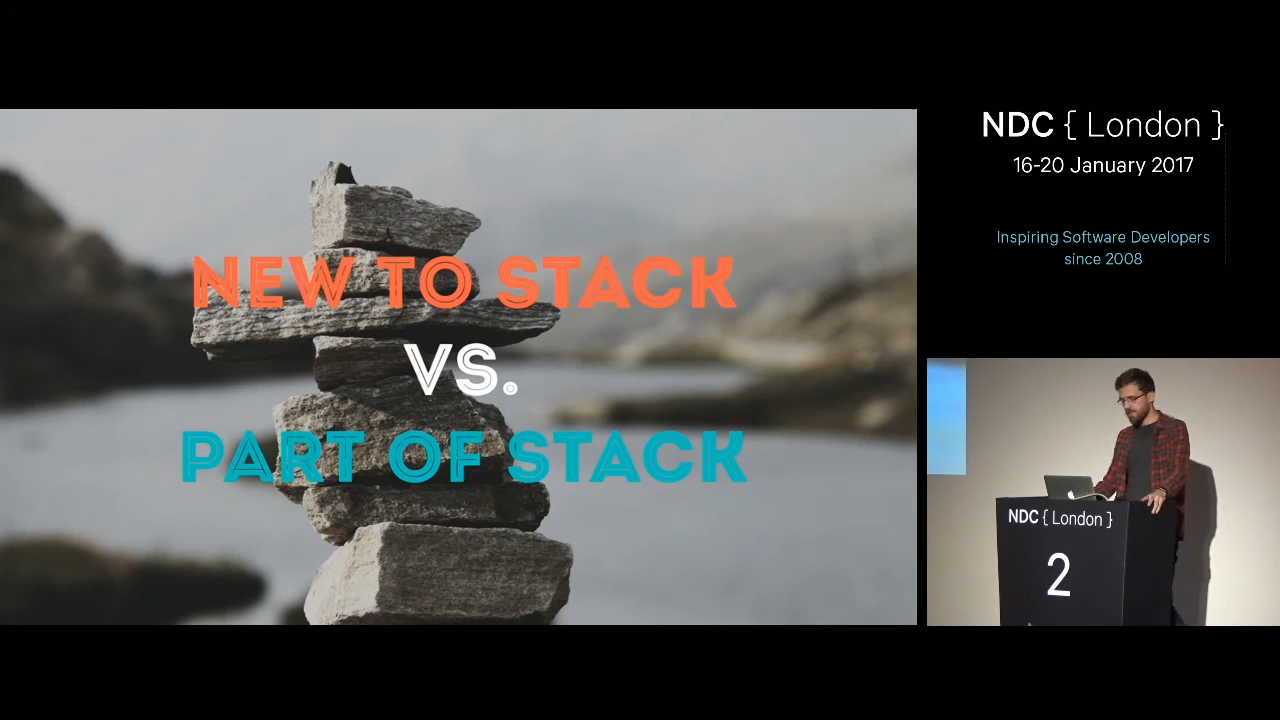 NEW TO STACK
VS.
PART OF STACK
NDC { London }
16-20 January 2017
Inspiring Software Developers
since 2008
NDC { London }
2